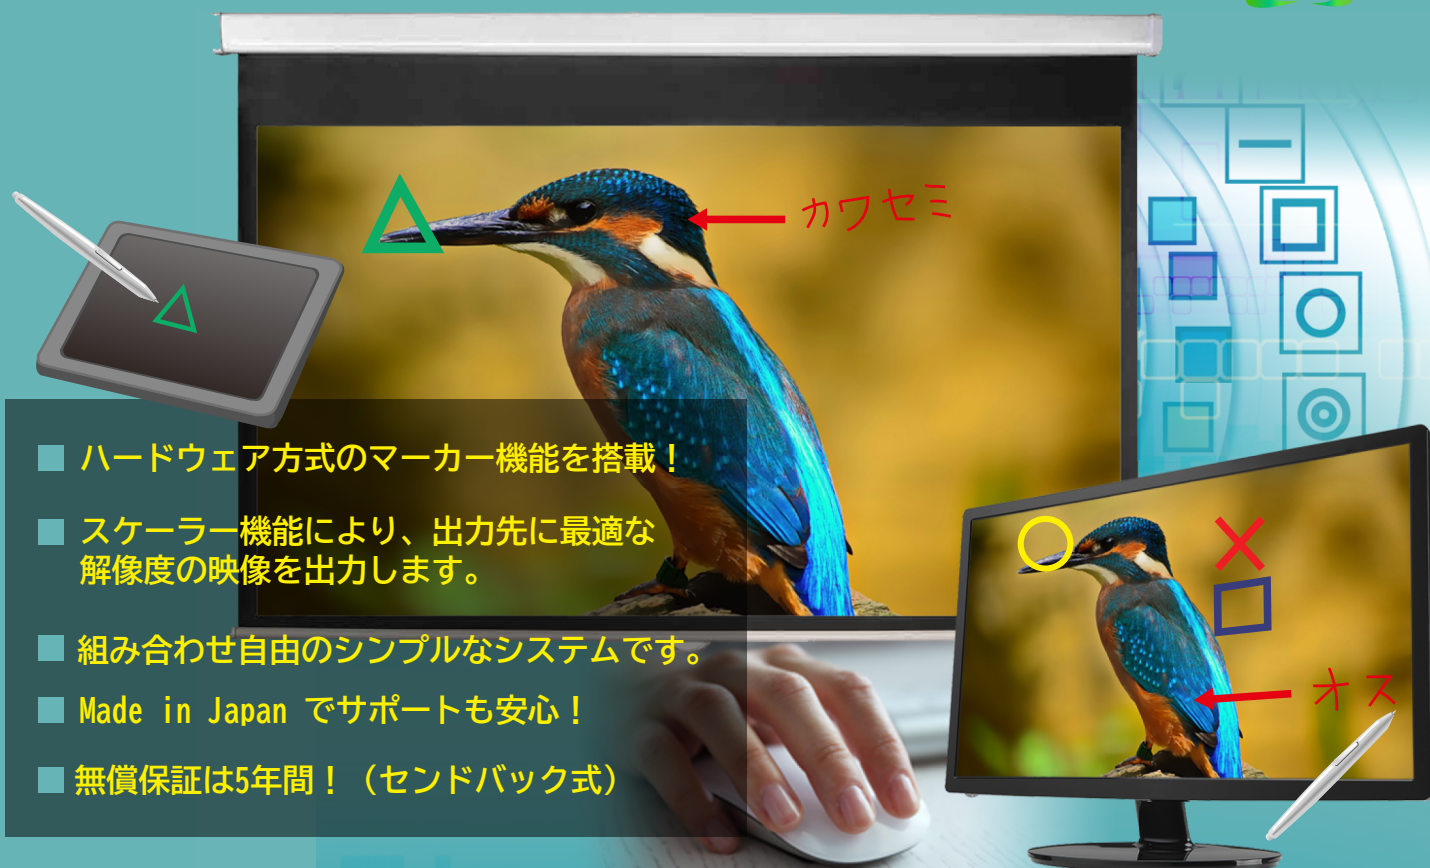 カワセミ
■ ハードウェア方式のマーカー機能を搭載！
■ スケーラー機能により、出力先に最適な
解像度の映像を出力します。
■ 組み合わせ自由のシンプルなシステムです。
■ Made in Japan でサポートも安心！
■ 無償保証は5年間！（センドバック式）
オス